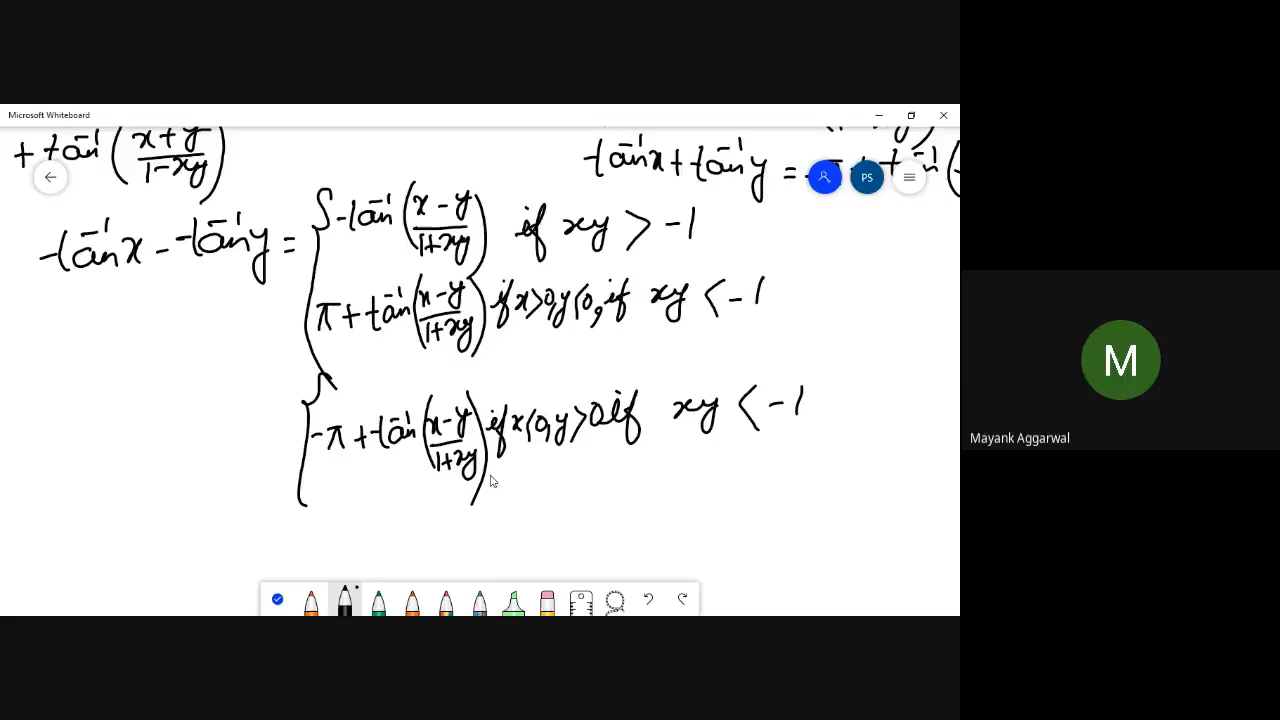 Microsoft Whiteboard
+ tan⁻¹ (x+y / 1-xy)
tan⁻¹x + tan⁻¹y =
PS
tan⁻¹x - tan⁻¹y = { tan⁻¹ (x-y / 1+xy) if xy > -1
π + tan⁻¹ (x-y / 1+xy) if x>0, y<0, if xy < -1
-π + tan⁻¹ (x-y / 1+xy) if x<0, y>0 if xy < -1
M
Mayank Aggarwal